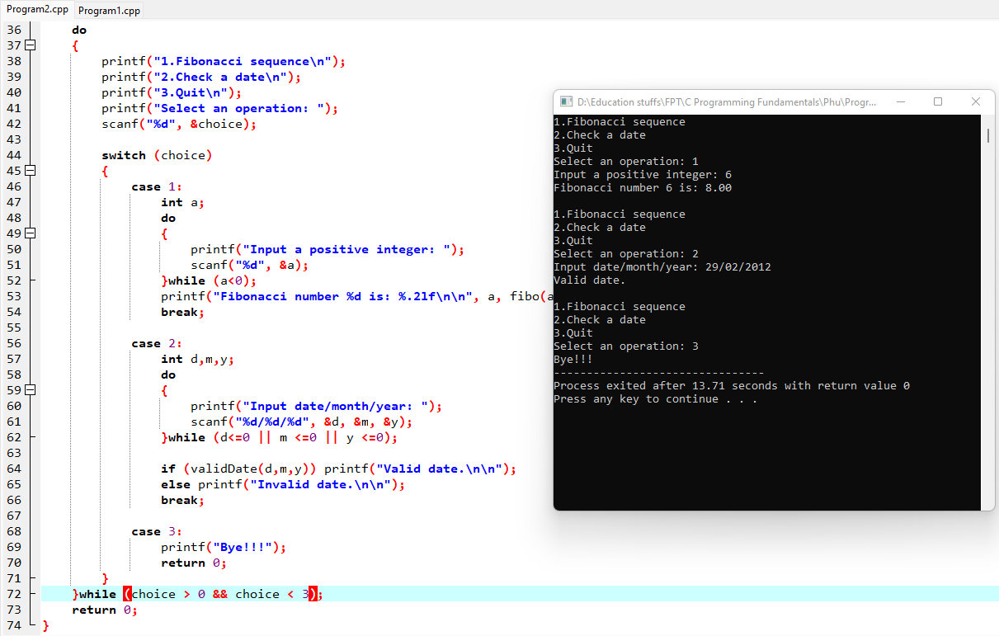 Program2.cpp Program1.cpp
36 do
37 {
38 printf("1.Fibonacci sequence\n");
39 printf("2.Check a date\n");
40 printf("3.Quit\n");
41 printf("Select an operation: ");
42 scanf("%d", &choice);
43
44 switch (choice)
45 {
46 case 1:
47 int a;
48 do
49 {
50 printf("Input a positive integer: ");
51 scanf("%d", &a);
52 }while (a<0);
53 printf("Fibonacci number %d is: %.2lf\n\n", a, fibo(a
54 break;
55
56 case 2:
57 int d,m,y;
58 do
59 {
60 printf("Input date/month/year: ");
61 scanf("%d/%d/%d", &d, &m, &y);
62 }while (d<=0 || m <=0 || y <=0);
63
64 if (validDate(d,m,y)) printf("Valid date.\n\n");
65 else printf("Invalid date.\n\n");
66 break;
67
68 case 3:
69 printf("Bye!!!");
70 return 0;
71 }
72 }while (choice > 0 && choice < 3);
73 return 0;
74 }
D:\Education stuffs\FPT\C Programming Fundamentals\Phu\Progr...
1.Fibonacci sequence
2.Check a date
3.Quit
Select an operation: 1
Input a positive integer: 6
Fibonacci number 6 is: 8.00
1.Fibonacci sequence
2.Check a date
3.Quit
Select an operation: 2
Input date/month/year: 29/02/2012
Valid date.
1.Fibonacci sequence
2.Check a date
3.Quit
Select an operation: 3
Bye!!!
--------------------------------
Process exited after 13.71 seconds with return value 0
Press any key to continue . . .